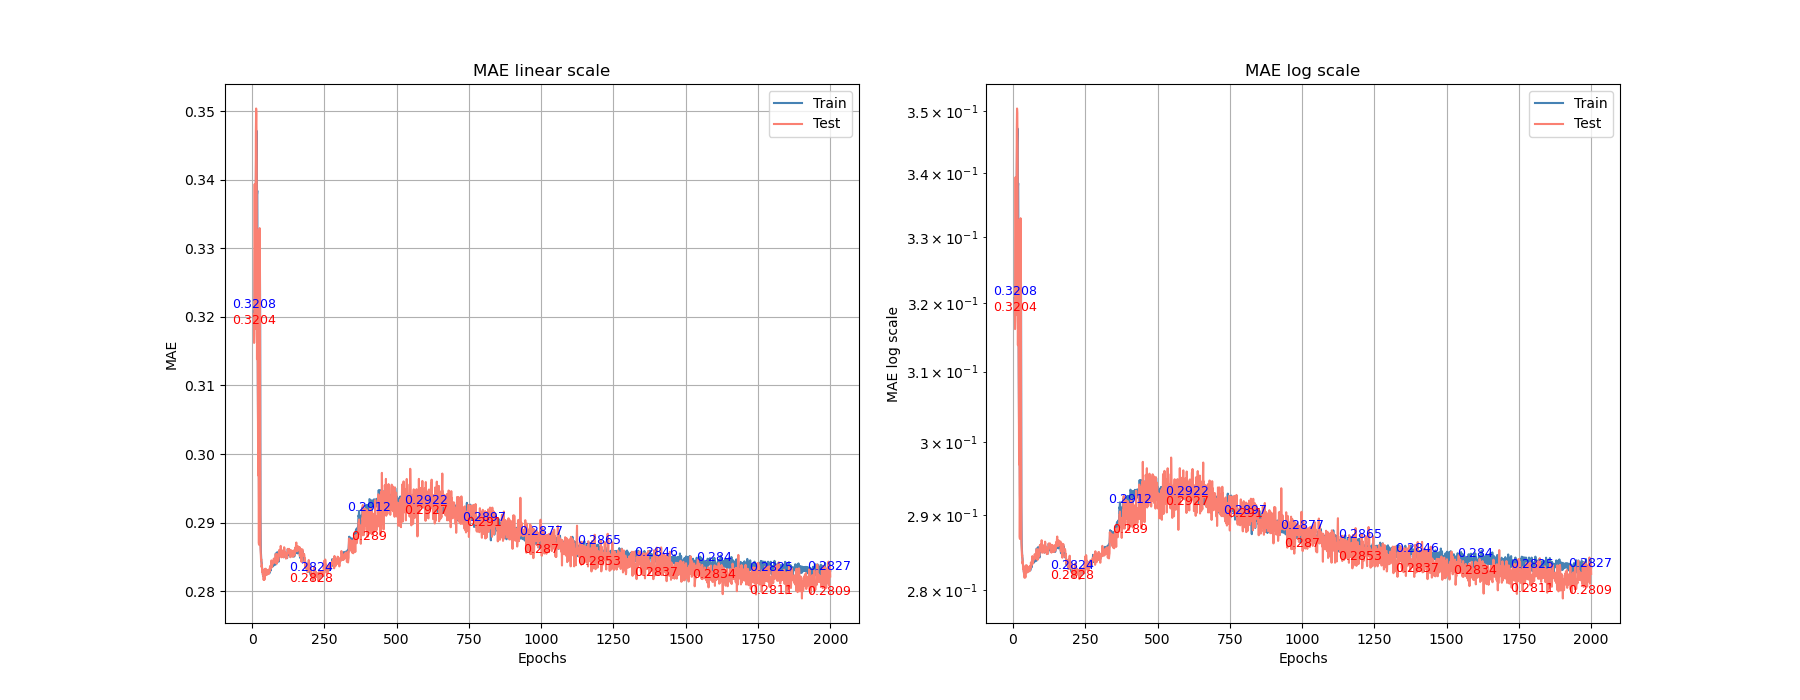 MAE linear scale
Train
Test
0.35
0.34
0.33
0.32
0.31
0.30
0.29
0.28
MAE
0.3208
0.3204
0.2824
0.2828
0.2912
0.289
0.2922
0.2927
0.2897
0.291
0.2877
0.287
0.2865
0.2853
0.2846
0.2837
0.284
0.2834
0.2825
0.2811
0.2827
0.2809
0 250 500 750 1000 1250 1500 1750 2000
Epochs
MAE log scale
Train
Test
3.5 × 10⁻¹
3.4 × 10⁻¹
3.3 × 10⁻¹
3.2 × 10⁻¹
3.1 × 10⁻¹
3 × 10⁻¹
2.9 × 10⁻¹
2.8 × 10⁻¹
MAE log scale
0.3208
0.3204
0.2824
0.2828
0.2912
0.289
0.2922
0.2927
0.2897
0.291
0.2877
0.287
0.2865
0.2853
0.2846
0.2837
0.284
0.2834
0.2825
0.2811
0.2827
0.2809
0 250 500 750 1000 1250 1500 1750 2000
Epochs